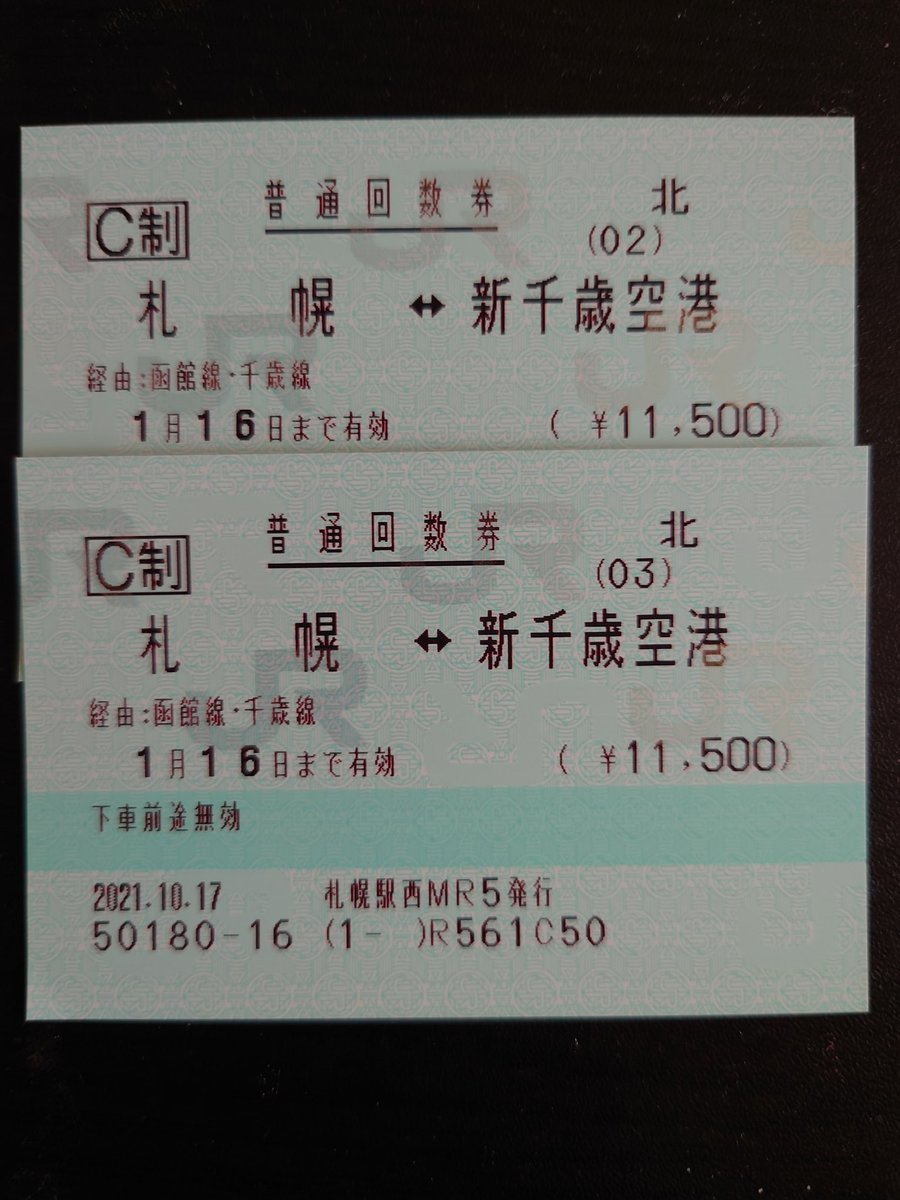 普通回数券 北
C制 (02)
札幌 ↔ 新千歳空港
経由:函館線・千歳線
1月16日まで有効 ( ¥11,500)
普通回数券 北
C制 (03)
札幌 ↔ 新千歳空港
経由:函館線・千歳線
1月16日まで有効 ( ¥11,500)
下車前途無効
2021.10.17 札幌駅西MR5発行
50180-16 (1- )R561C50